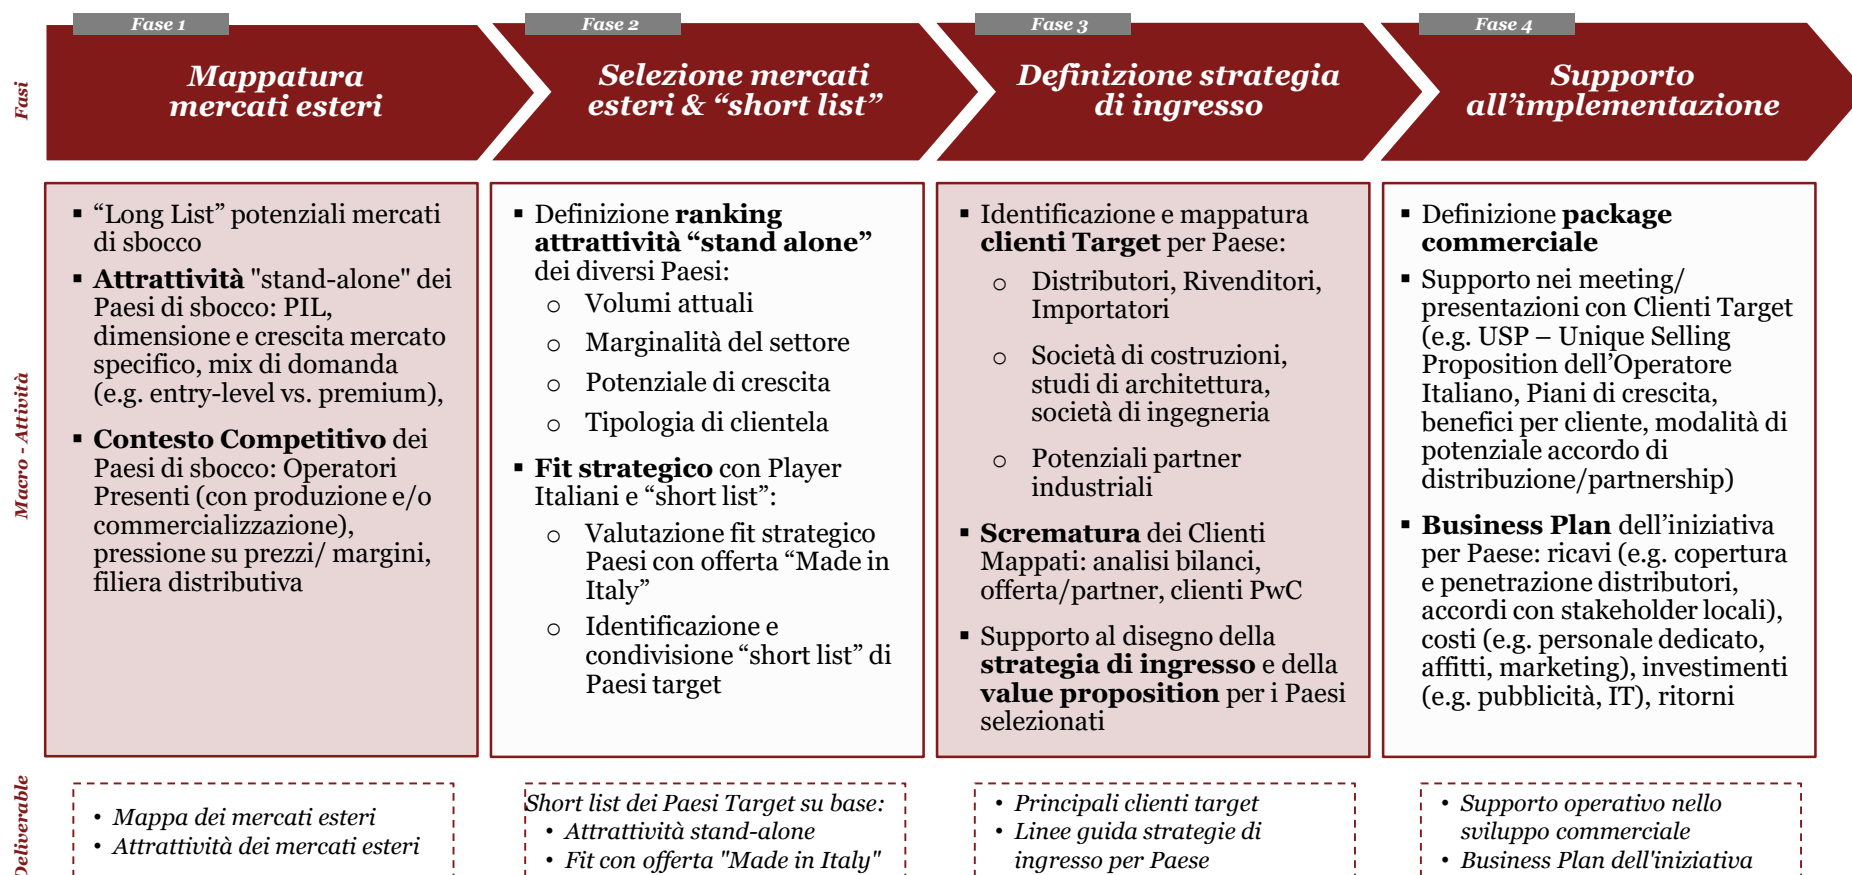 Fasi
Fase 1
Mappatura
mercati esteri
Fase 2
Selezione mercati
esteri & “short list”
Fase 3
Definizione strategia
di ingresso
Fase 4
Supporto
all’implementazione
Macro - Attività
▪ “Long List” potenziali mercati
di sbocco
▪ Attrattività "stand-alone" dei
Paesi di sbocco: PIL,
dimensione e crescita mercato
specifico, mix di domanda
(e.g. entry-level vs. premium),
▪ Contesto Competitivo dei
Paesi di sbocco: Operatori
Presenti (con produzione e/o
commercializzazione),
pressione su prezzi/ margini,
filiera distributiva
▪ Definizione ranking
attrattività “stand alone”
dei diversi Paesi:
o Volumi attuali
o Marginalità del settore
o Potenziale di crescita
o Tipologia di clientela
▪ Fit strategico con Player
Italiani e “short list”:
o Valutazione fit strategico
Paesi con offerta “Made in
Italy”
o Identificazione e
condivisione “short list” di
Paesi target
▪ Identificazione e mappatura
clienti Target per Paese:
o Distributori, Rivenditori,
Importatori
o Società di costruzioni,
studi di architettura,
società di ingegneria
o Potenziali partner
industriali
▪ Scrematura dei Clienti
Mappati: analisi bilanci,
offerta/partner, clienti PwC
▪ Supporto al disegno della
strategia di ingresso e della
value proposition per i Paesi
selezionati
▪ Definizione package
commerciale
▪ Supporto nei meeting/
presentazioni con Clienti Target
(e.g. USP – Unique Selling
Proposition dell’Operatore
Italiano, Piani di crescita,
benefici per cliente, modalità di
potenziale accordo di
distribuzione/partnership)
▪ Business Plan dell’iniziativa
per Paese: ricavi (e.g. copertura
e penetrazione distributori,
accordi con stakeholder locali),
costi (e.g. personale dedicato,
affitti, marketing), investimenti
(e.g. pubblicità, IT), ritorni
Deliverable
• Mappa dei mercati esteri
• Attrattività dei mercati esteri
Short list dei Paesi Target su base:
• Attrattività stand-alone
• Fit con offerta "Made in Italy"
• Principali clienti target
• Linee guida strategie di
ingresso per Paese
• Supporto operativo nello
sviluppo commerciale
• Business Plan dell'iniziativa